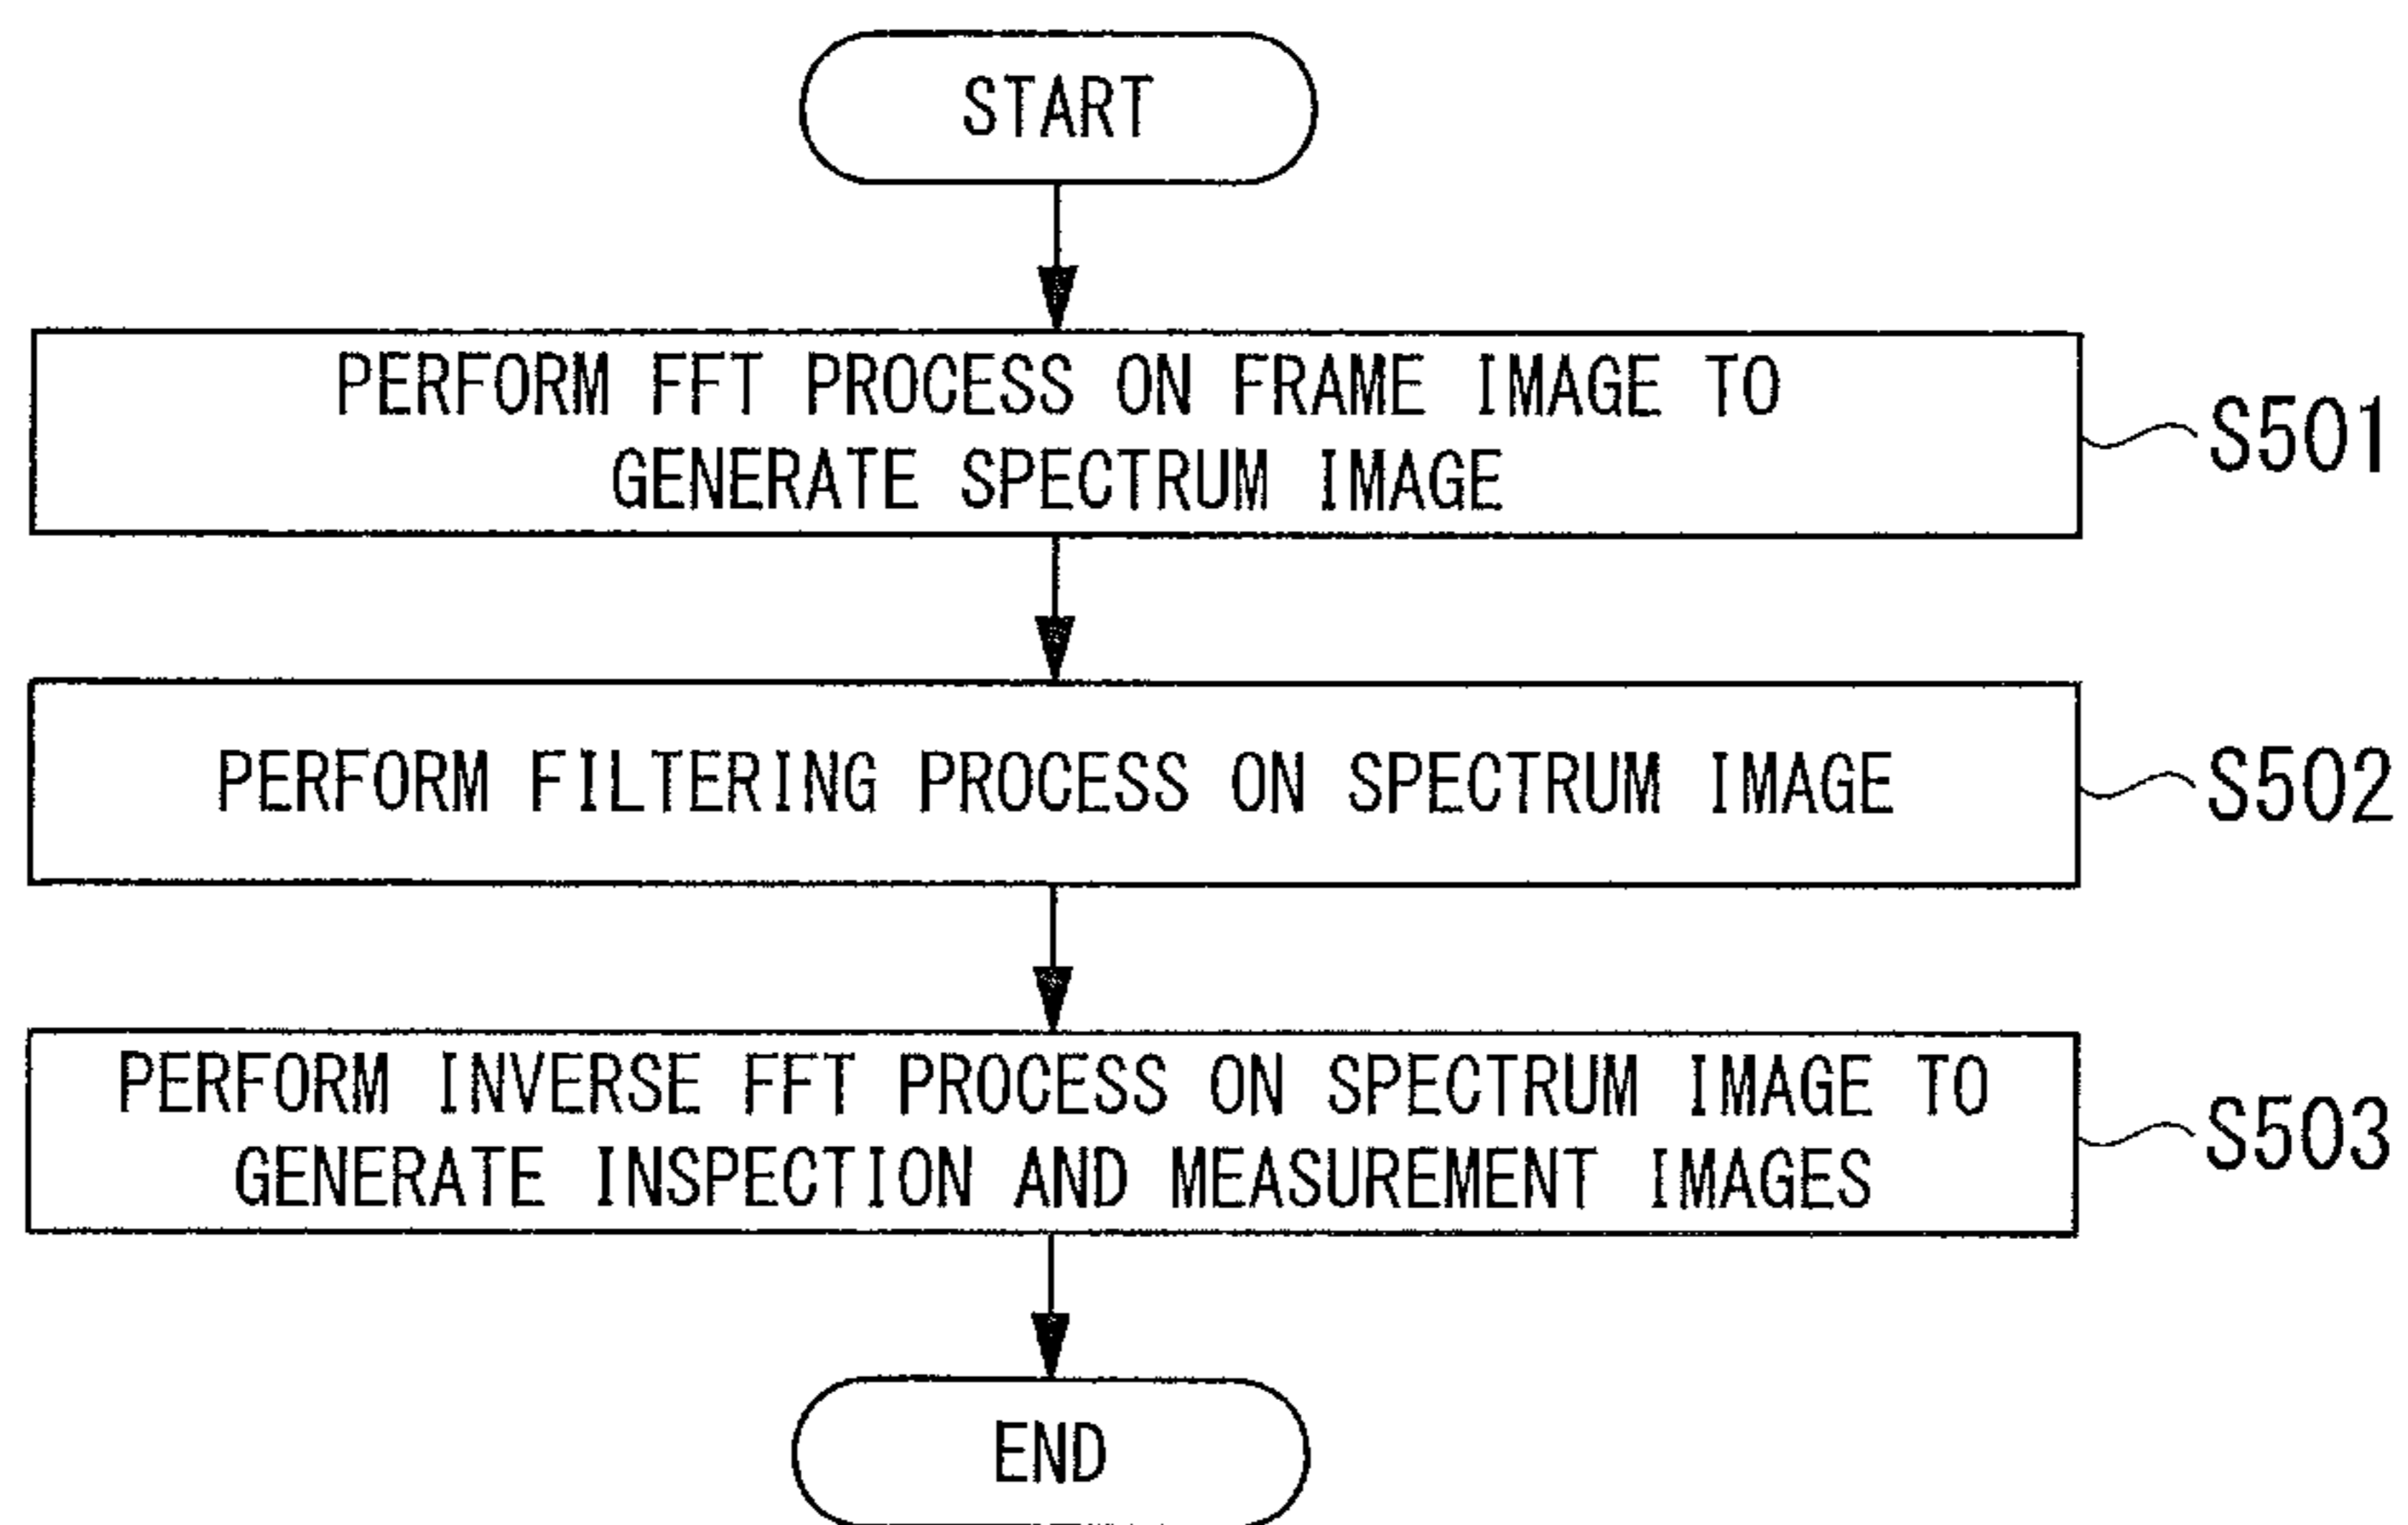 START
PERFORM FFT PROCESS ON FRAME IMAGE TO
GENERATE SPECTRUM IMAGE
S501
PERFORM FILTERING PROCESS ON SPECTRUM IMAGE
S502
PERFORM INVERSE FFT PROCESS ON SPECTRUM IMAGE TO
GENERATE INSPECTION AND MEASUREMENT IMAGES
S503
END